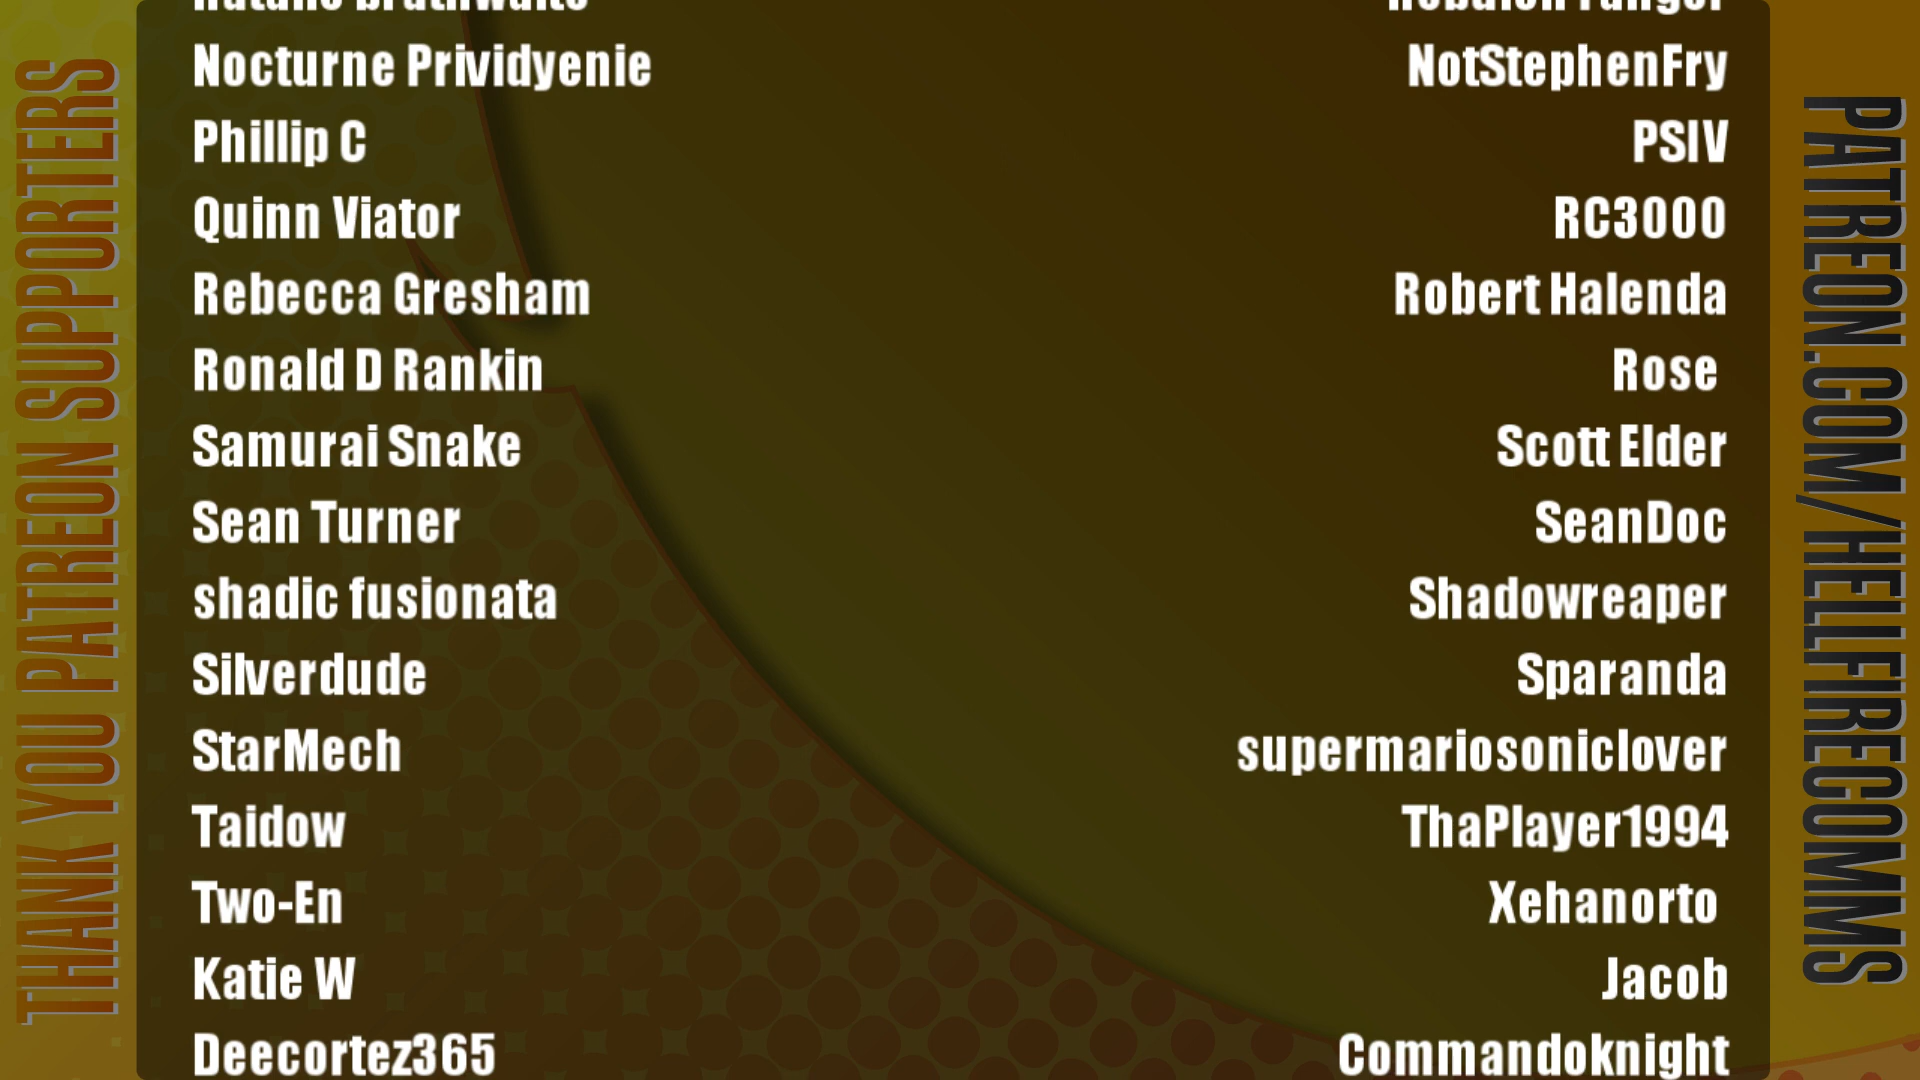 THANK YOU PATREON SUPPORTERS
Nocturne Prividyenie
NotStephenFry
Phillip C
PSIV
Quinn Viator
RC3000
Rebecca Gresham
Robert Halenda
Ronald D Rankin
Rose
Samurai Snake
Scott Elder
Sean Turner
SeanDoc
shadic fusionata
Shadowreaper
Silverdude
Sparanda
StarMech
supermariosoniclover
Taidow
ThaPlayer1994
Two-En
Xehanorto
Katie W
Jacob
Deecortez365
Commandoknight
PATREON.COM/HELLFIRECOMMS